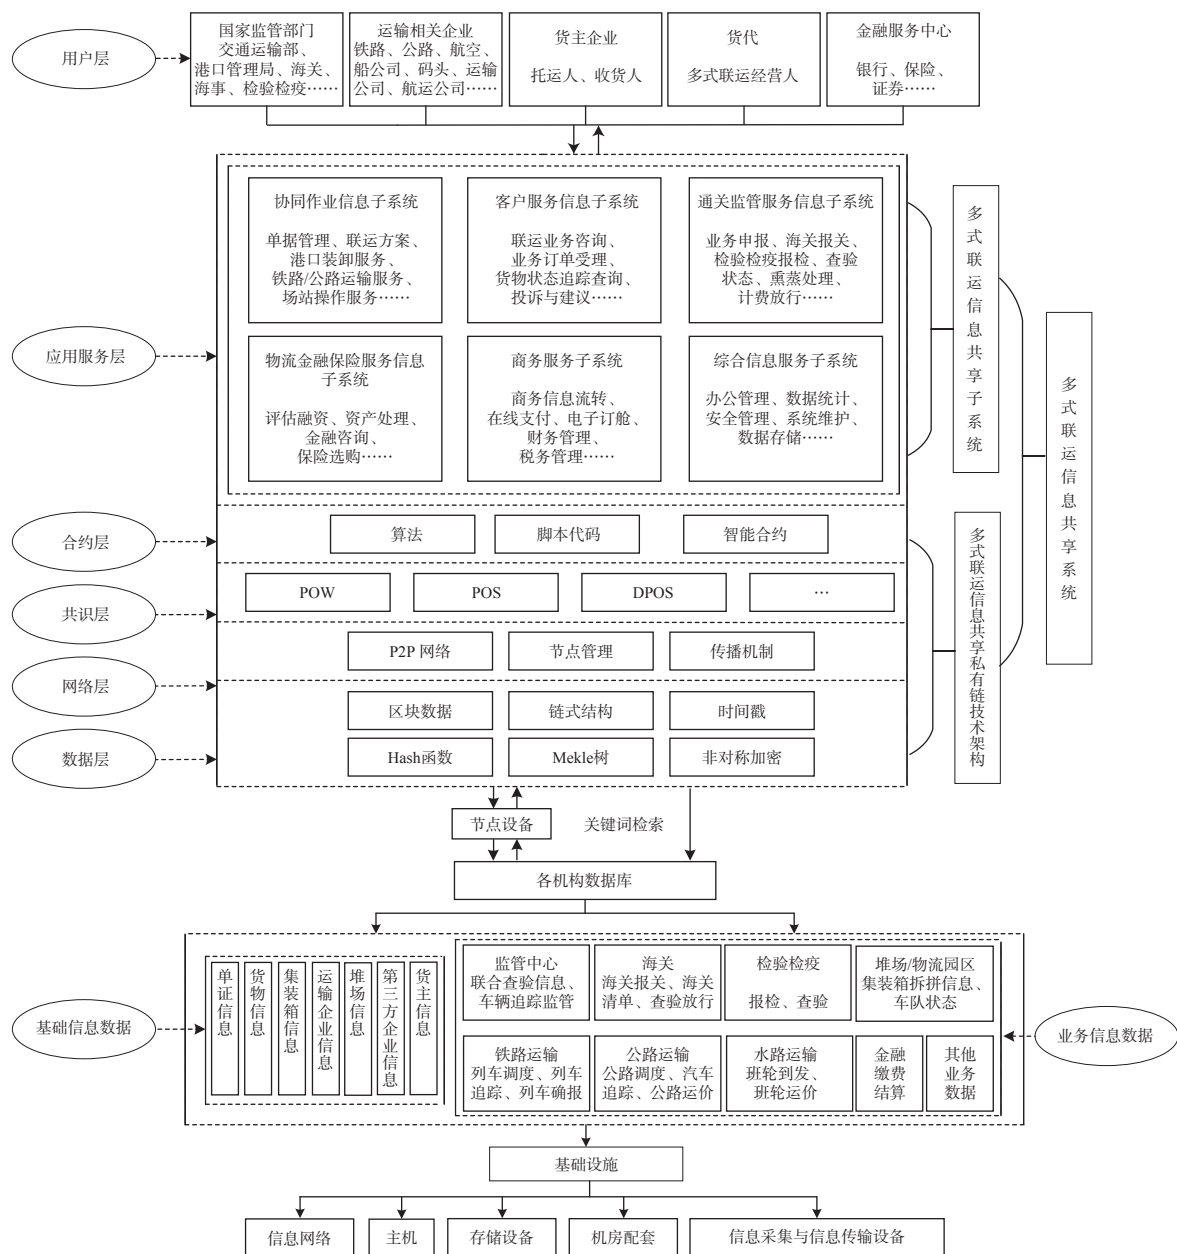 用户层
国家监管部门
交通运输部、
港口管理局、海关、
海事、检验检疫……
运输相关企业
铁路、公路、航空、
船公司、码头、运输
公司、航运公司……
货主企业
托运人、收货人
货代
多式联运经营人
金融服务中心
银行、保险、
证券……
应用服务层
协同作业信息子系统
单据管理、联运方案、
港口装卸服务、
铁路/公路运输服务、
场站操作服务……
客户服务信息子系统
联运业务咨询、
业务订单受理、
货物状态追踪查询、
投诉与建议……
通关监管服务信息子系统
业务申报、海关报关、
检验检疫报检、查验
状态、熏蒸处理、
计费放行……
物流金融保险服务信息
子系统
评估融资、资产处理、
金融咨询、
保险选购……
商务服务子系统
商务信息流转、
在线支付、电子订舱、
财务管理、
税务管理……
综合信息服务子系统
办公管理、数据统计、
安全管理、系统维护、
数据存储……
多式联运信息共享子系统
多式联运信息共享系统
合约层
算法
脚本代码
智能合约
共识层
POW
POS
DPOS
…
网络层
P2P 网络
节点管理
传播机制
数据层
区块数据
链式结构
时间戳
Hash函数
Mekle树
非对称加密
多式联运信息共享私有链技术架构
节点设备
关键词检索
各机构数据库
基础信息数据
单证信息
货物信息
集装箱信息
运输企业信息
堆场信息
第三方企业信息
货主信息
监管中心
联合查验信息、
车辆追踪监管
海关
海关报关、海关
清单、查验放行
检验检疫
报检、查验
堆场/物流园区
集装箱拆拼信息、
车队状态
铁路运输
列车调度、列车
追踪、列车确报
公路运输
公路调度、汽车
追踪、公路运价
水路运输
班轮到发、
班轮运价
金融
缴费
结算
其他
业务
数据
业务信息数据
基础设施
信息网络
主机
存储设备
机房配套
信息采集与信息传输设备